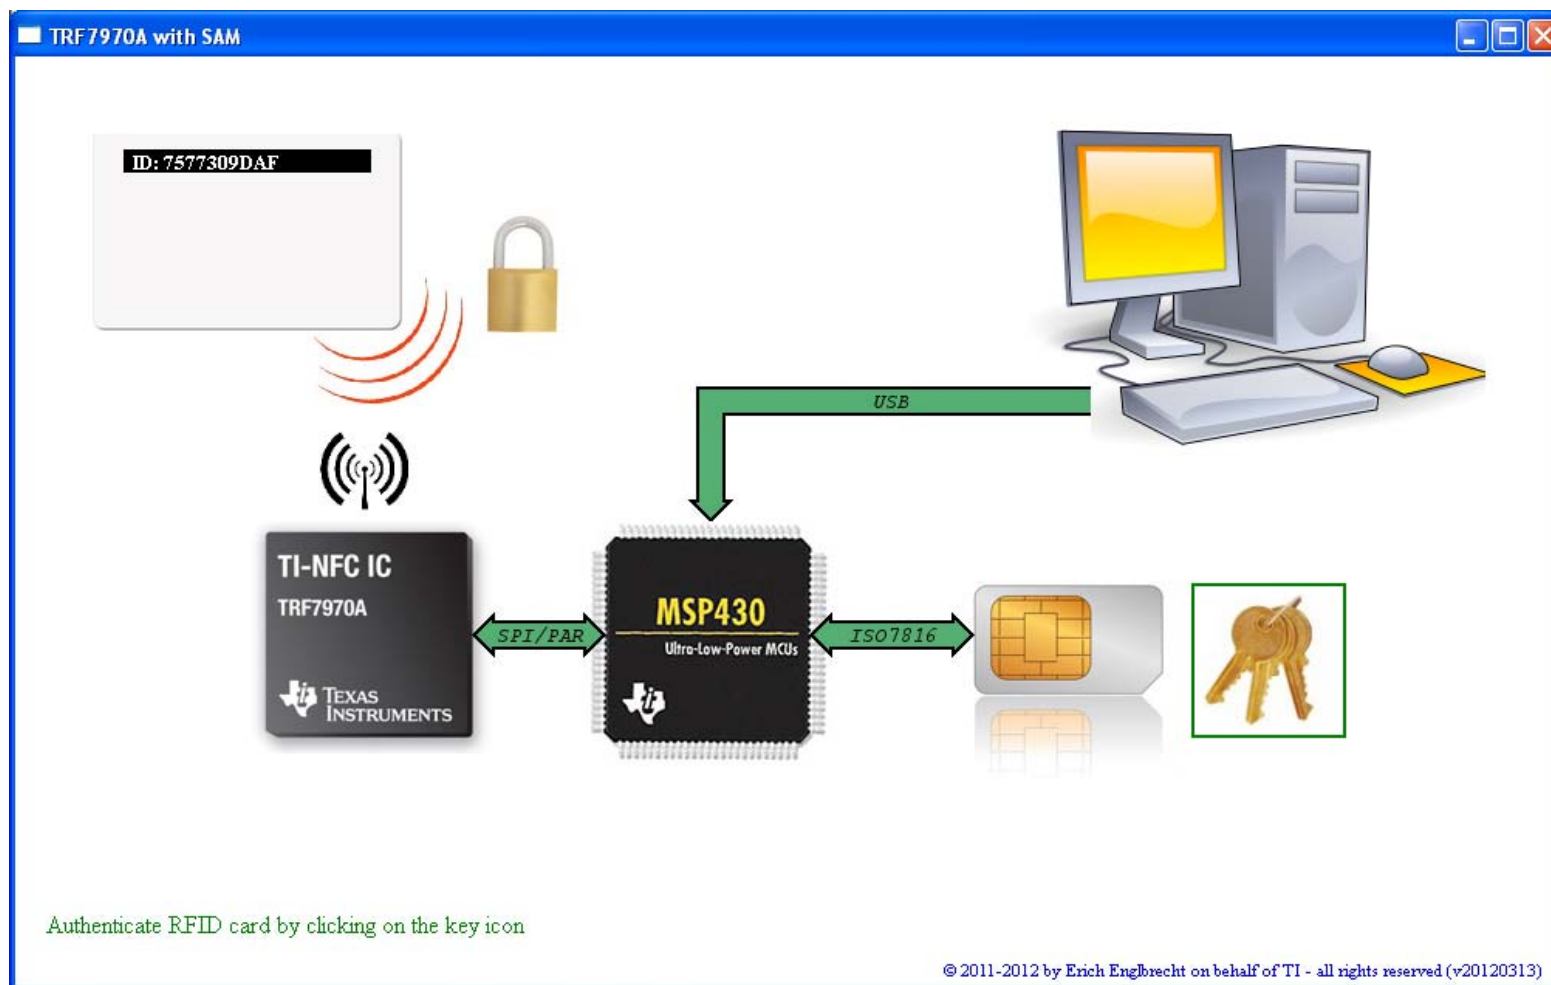 TRF7970A with SAM
ID: 7577309DAF
USB
TI-NFC IC
TRF7970A
TEXAS
INSTRUMENTS
SPI/PAR
MSP430
Ultra-Low-Power MCUs
ISO7816
Authenticate RFID card by clicking on the key icon
© 2011-2012 by Erich Englbrecht on behalf of TI - all rights reserved (v20120313)